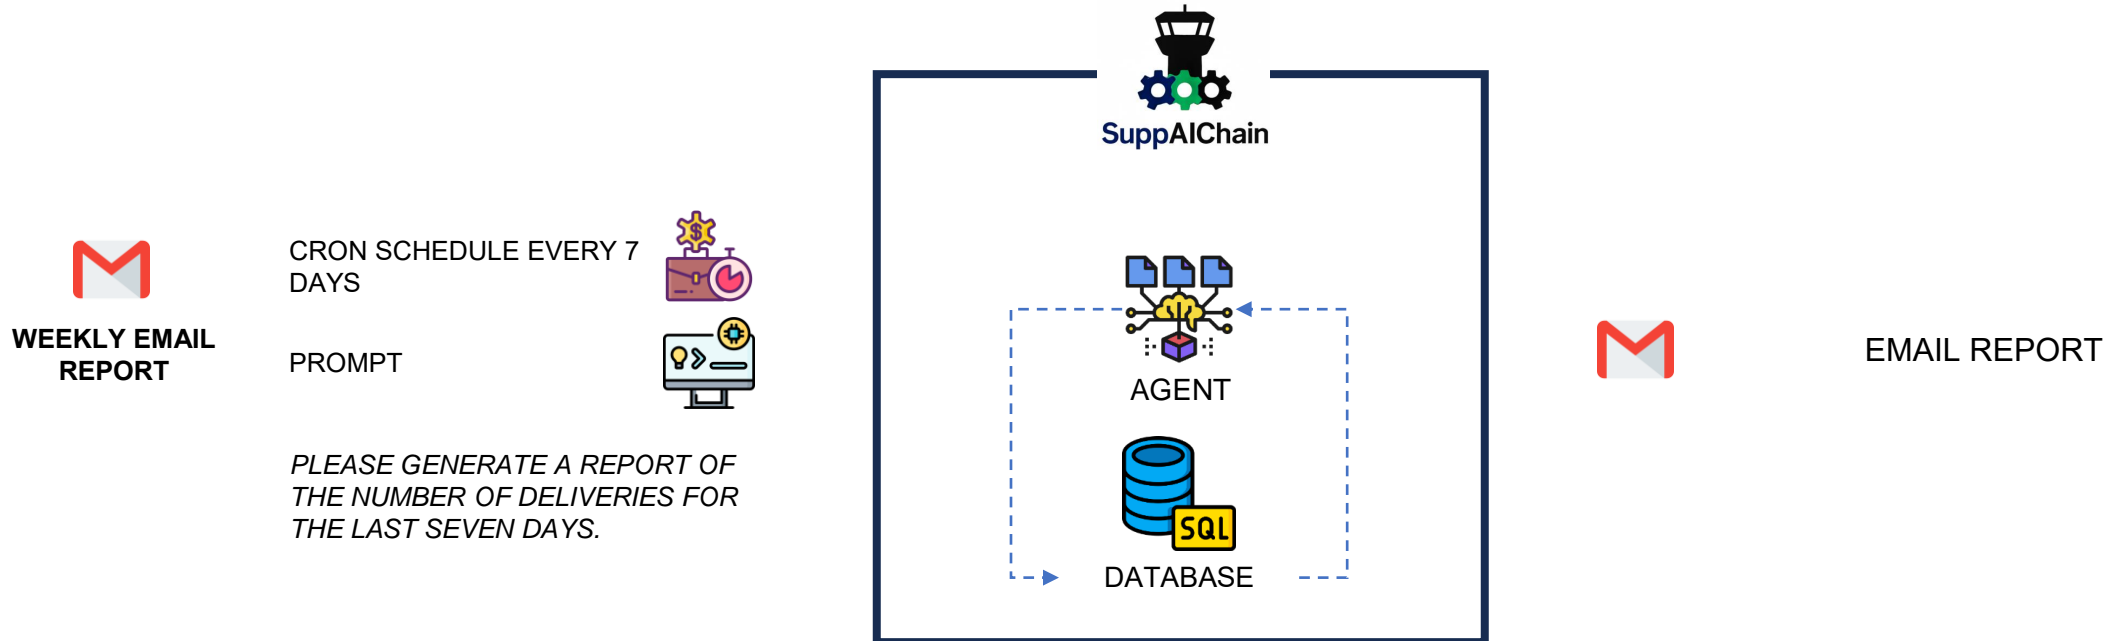 SuppAIChain
WEEKLY EMAIL
REPORT
CRON SCHEDULE EVERY 7
DAYS
PROMPT
PLEASE GENERATE A REPORT OF
THE NUMBER OF DELIVERIES FOR
THE LAST SEVEN DAYS.
$
AGENT
SQL
DATABASE
EMAIL REPORT